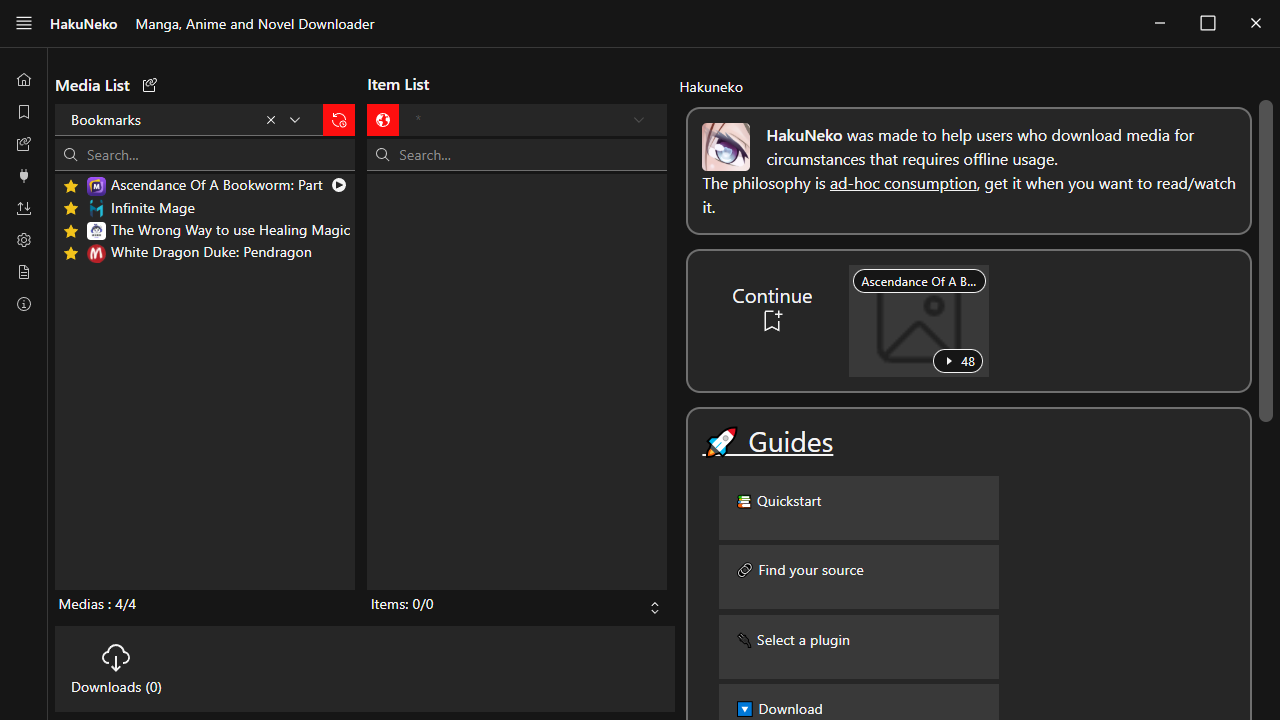 HakuNeko Manga, Anime and Novel Downloader
Media List
Bookmarks
Search...
Ascendance Of A Bookworm: Part
Infinite Mage
The Wrong Way to use Healing Magic
White Dragon Duke: Pendragon
Medias : 4/4
Item List
*
Search...
Items: 0/0
Downloads (0)
Hakuneko
HakuNeko was made to help users who download media for
circumstances that requires offline usage.
The philosophy is ad-hoc consumption, get it when you want to read/watch
it.
Continue
Ascendance Of A B...
48
Guides
Quickstart
Find your source
Select a plugin
Download